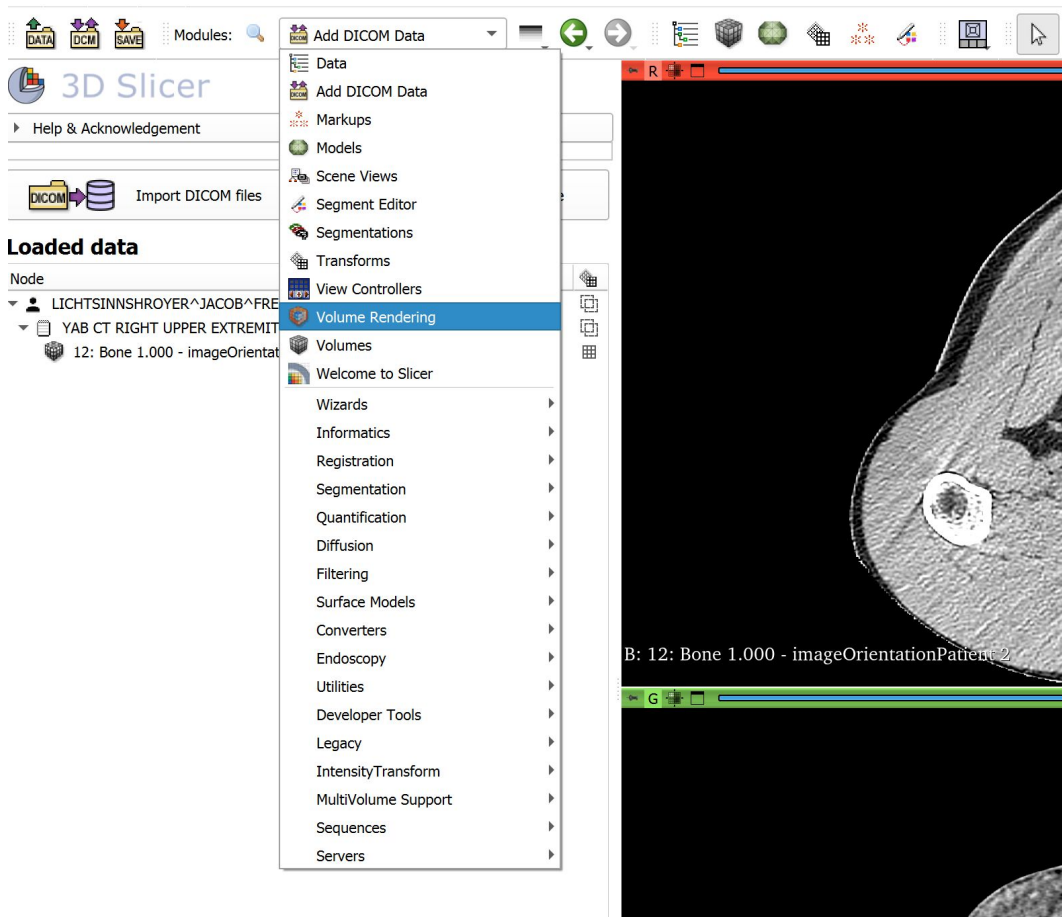 DATA DCM SAVE Modules: Add DICOM Data
3D Slicer
Help & Acknowledgement
DICOM Import DICOM files
Loaded data
Node
LICHTSINNSHROYER^JACOB^FRE
YAB CT RIGHT UPPER EXTREMIT
12: Bone 1.000 - imageOrientat
Data
Add DICOM Data
Markups
Models
Scene Views
Segment Editor
Segmentations
Transforms
View Controllers
Volume Rendering
Volumes
Welcome to Slicer
Wizards
Informatics
Registration
Segmentation
Quantification
Diffusion
Filtering
Surface Models
Converters
Endoscopy
Utilities
Developer Tools
Legacy
IntensityTransform
MultiVolume Support
Sequences
Servers
R
B: 12: Bone 1.000 - imageOrientationPatient 2
G